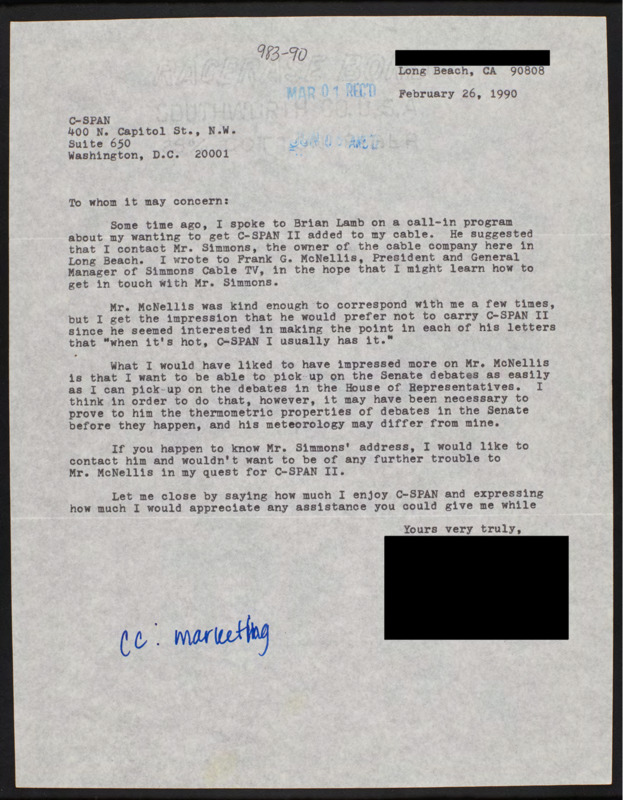 983-90
Long Beach, CA 90808
MAR 01 REC'D
February 26, 1990
C-SPAN
400 N. Capitol St., N.W.
Suite 650
Washington, D.C. 20001
To whom it may concern:
Some time ago, I spoke to Brian Lamb on a call-in program
about my wanting to get C-SPAN II added to my cable. He suggested
that I contact Mr. Simmons, the owner of the cable company here in
Long Beach. I wrote to Frank G. McNellis, President and General
Manager of Simmons Cable TV, in the hope that I might learn how to
get in touch with Mr. Simmons.
Mr. McNellis was kind enough to correspond with me a few times,
but I get the impression that he would prefer not to carry C-SPAN II
since he seemed interested in making the point in each of his letters
that "when it's hot, C-SPAN I usually has it."
What I would have liked to have impressed more on Mr. McNellis
is that I want to be able to pick up on the Senate debates as easily
as I can pick up on the debates in the House of Representatives. I
think in order to do that, however, it may have been necessary to
prove to him the thermometric properties of debates in the Senate
before they happen, and his meteorology may differ from mine.
If you happen to know Mr. Simmons' address, I would like to
contact him and wouldn't want to be of any further trouble to
Mr. McNellis in my quest for C-SPAN II.
Let me close by saying how much I enjoy C-SPAN and expressing
how much I would appreciate any assistance you could give me while
Yours very truly,
cc: marketing